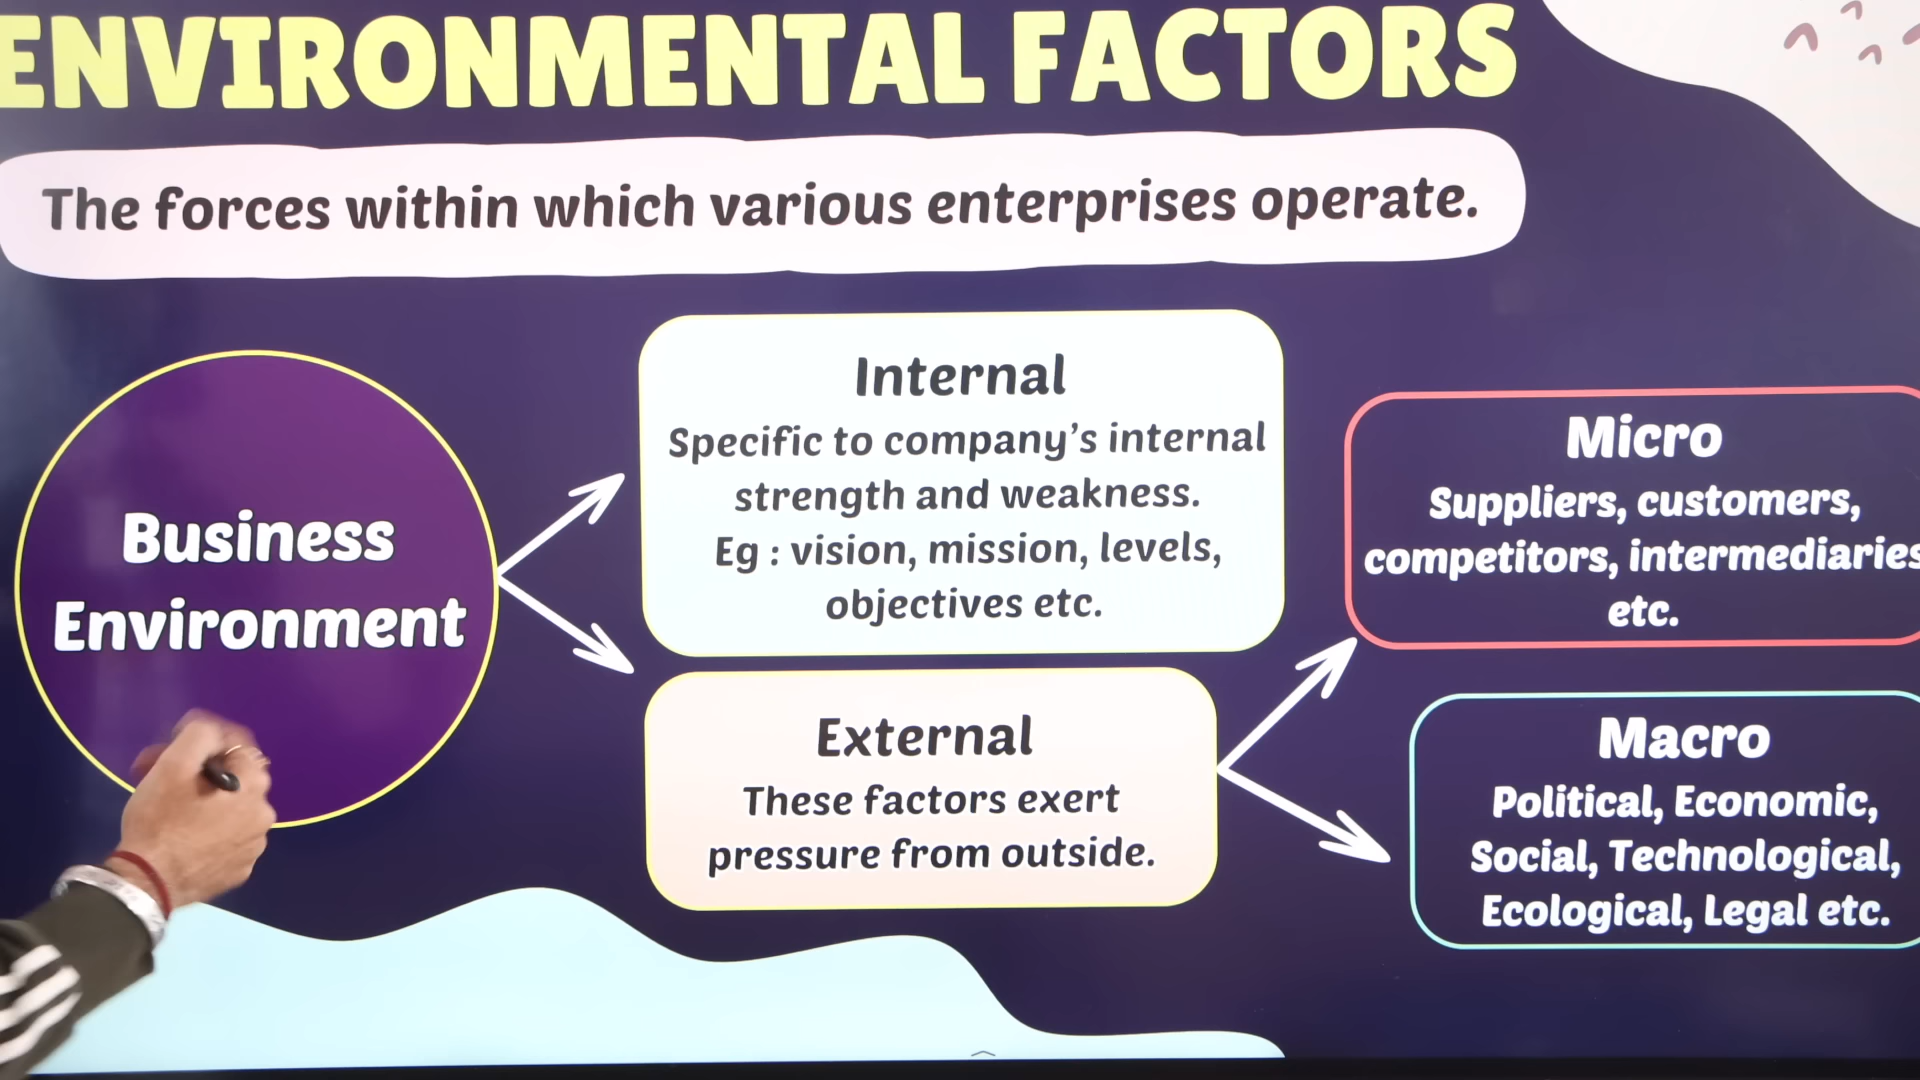 ENVIRONMENTAL FACTORS
The forces within which various enterprises operate.
Business
Environment
Internal
Specific to company's internal
strength and weakness.
Eg : vision, mission, levels,
objectives etc.
External
These factors exert
pressure from outside.
Micro
Suppliers, customers,
competitors, intermediaries
etc.
Macro
Political, Economic,
Social, Technological,
Ecological, Legal etc.